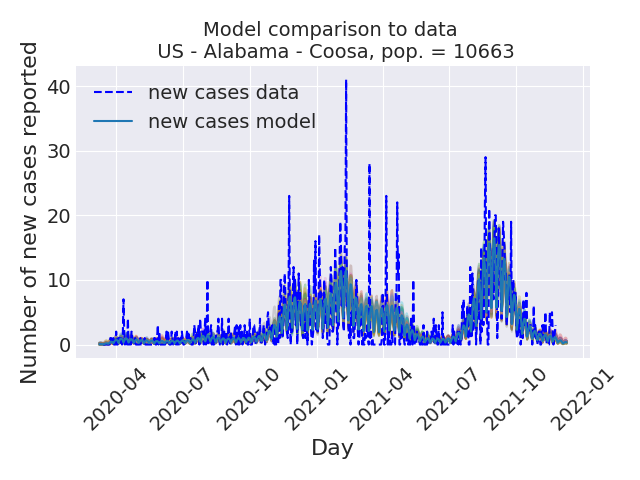 Model comparison to data
US - Alabama - Coosa, pop. = 10663
new cases data
new cases model
Number of new cases reported
40
30
20
10
0
2020-04
2020-07
2020-10
2021-01
2021-04
2021-07
2021-10
2022-01
Day